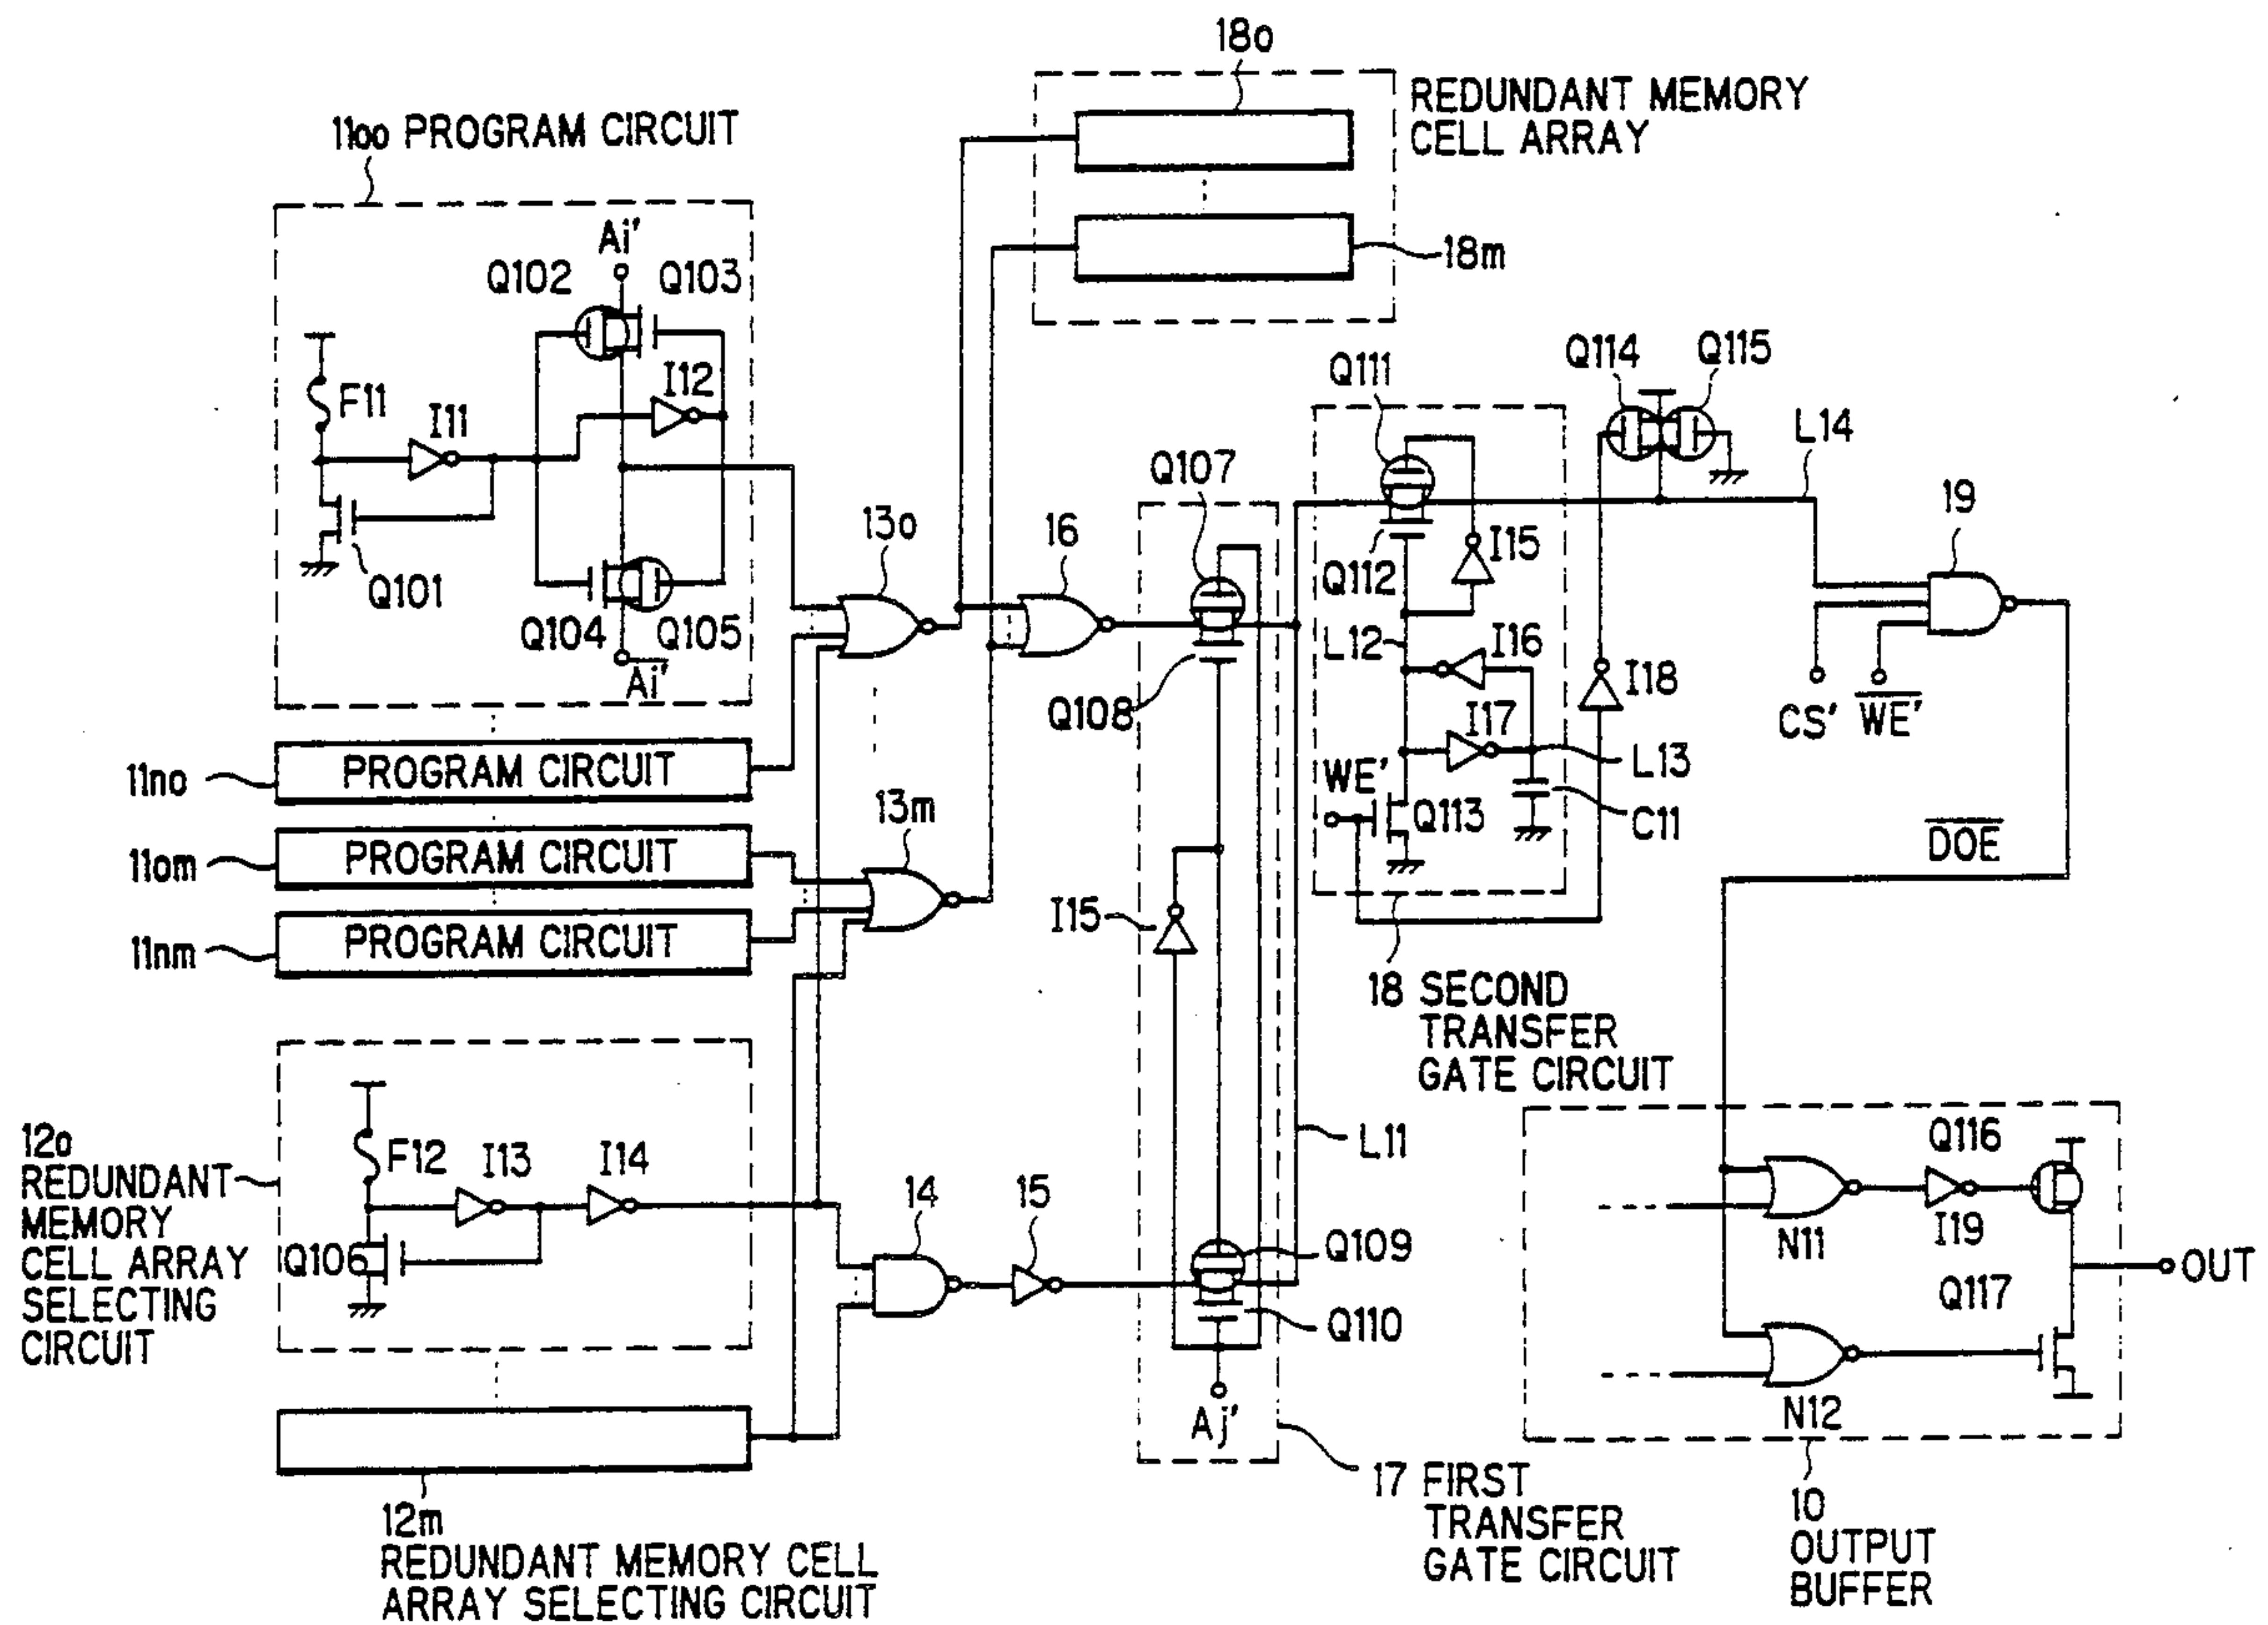 18o
REDUNDANT MEMORY
CELL ARRAY
18m
11oo PROGRAM CIRCUIT
Ai'
Q102
Q103
F11
I11
I12
Q101
Q104
Q105
A̅i̅'̅
11no
PROGRAM CIRCUIT
11om
PROGRAM CIRCUIT
11nm
PROGRAM CIRCUIT
13o
13m
16
Q107
Q108
I15
Q111
Q112
I15
L12
I16
I17
L13
WE'
Q113
C11
Q114
Q115
L14
I18
19
CS'
W̅E̅'̅
D̅O̅E̅
18 SECOND
TRANSFER
GATE CIRCUIT
12o
REDUNDANT
MEMORY
CELL ARRAY
SELECTING
CIRCUIT
F12
I13
I14
Q106
14
15
L11
Q109
Q110
Aj'
17 FIRST
TRANSFER
GATE CIRCUIT
12m
REDUNDANT MEMORY CELL
ARRAY SELECTING CIRCUIT
Q116
N11
I19
Q117
OUT
N12
10
OUTPUT
BUFFER